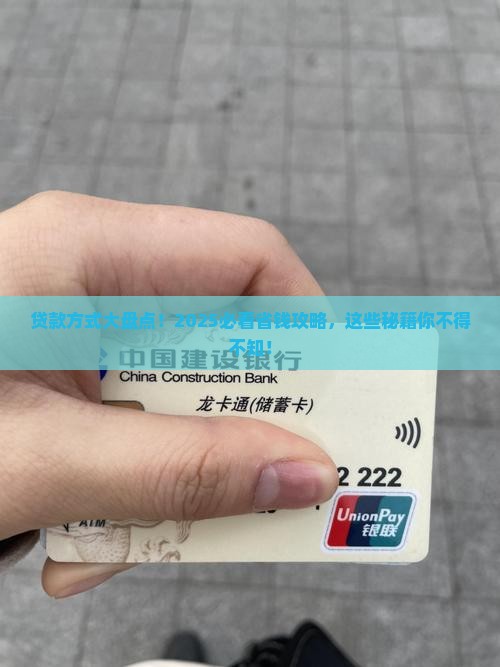 贷款方式大盘点！2025必看省钱攻略，这些秘籍你不得
不知！
中国建设银行
China Construction Bank
龙卡通(储蓄卡)
2 222
ATM
UnionPay
银联